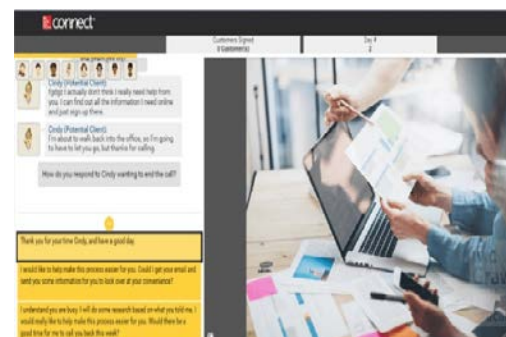 connect
Customers Signed
0 Customer(s)
Day #
2
Cindy (Potential Client)
I actually don't think I really need help from
you. I can find out all the information I need online
and just sign up there.
Cindy (Potential Client)
I'm about to walk back into the office, so I'm going
to have to let you go, but thanks for calling.
How do you respond to Cindy wanting to end the call?
Thank you for your time Cindy, and have a good day.
I would like to help make this process easier for you. Could I get your email and
send you some information for you to look over at your convenience?
I understand you are busy. I will do some research based on what you told me. I
would really like to help make this process easier for you. Would there be a
good time for me to call you back this week?